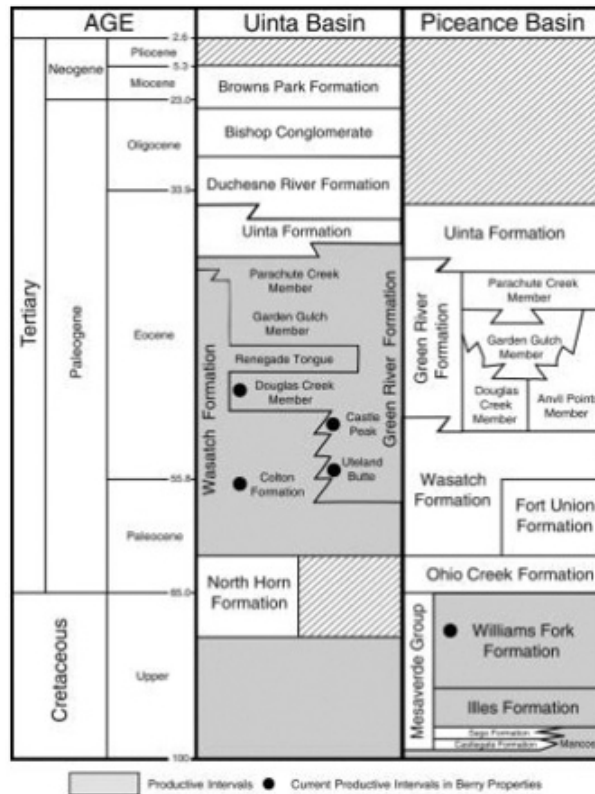 AGE
Uinta Basin
Piceance Basin
2.6
Pliocene
5.3
Neogene
Miocene
Browns Park Formation
23.0
Bishop Conglomerate
Oligocene
Duchesne River Formation
33.9
Uinta Formation
Uinta Formation
Parachute Creek
Member
Parachute Creek
Member
Garden Gulch
Member
Garden Gulch
Member
Tertiary
Paleogene
Eocene
Renegade Tongue
Wasatch Formation
Green River Formation
Green River
Formation
Douglas Creek
Member
Douglas
Creek
Member
Anvil Points
Member
Castle
Peak
Uteland
Butte
Colton
Formation
55.8
Wasatch
Formation
Fort Union
Formation
Paleocene
North Horn
Formation
Ohio Creek Formation
65.0
Cretaceous
Upper
Mesaverde Group
Williams Fork
Formation
Illes Formation
Sego Formation
Castlegate Formation
Mancos
100
Productive Intervals
Current Productive Intervals in Berry Properties